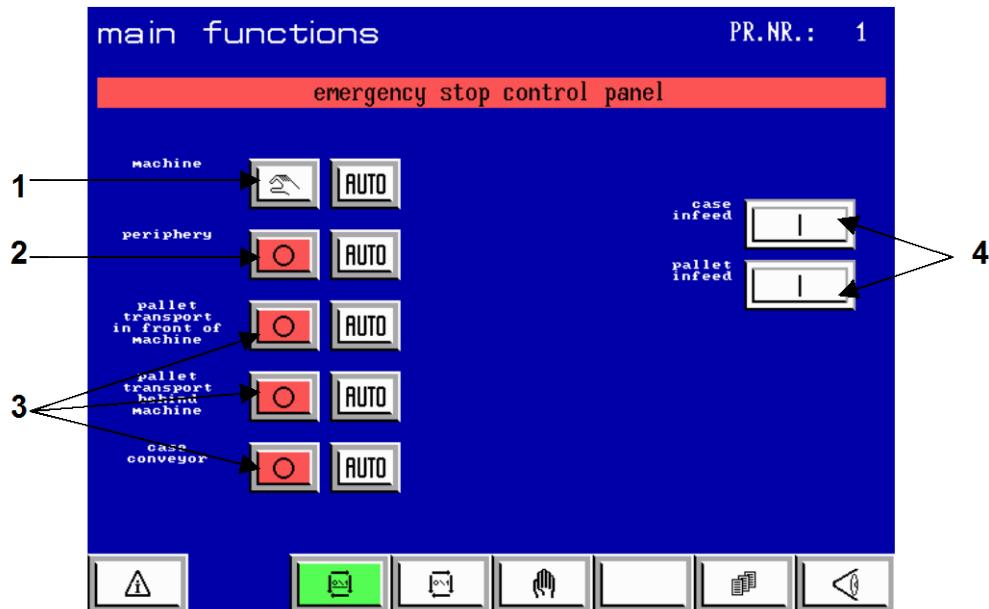 main functions
PR.NR.: 1
emergency stop control panel
1
machine
AUTO
2
periphery
AUTO
3
pallet
transport
in front of
machine
AUTO
pallet
transport
behind
machine
AUTO
case
conveyor
AUTO
case
infeed
I
pallet
infeed
I
4